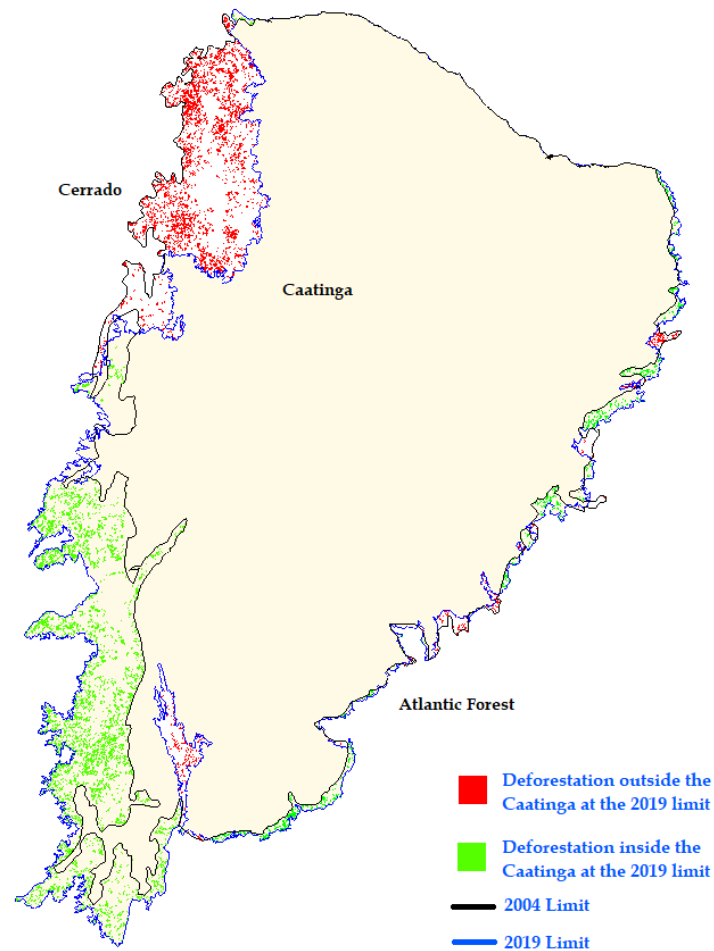 Cerrado
Caatinga
Atlantic Forest
Deforestation outside the
Caatinga at the 2019 limit
Deforestation inside the
Caatinga at the 2019 limit
2004 Limit
2019 Limit